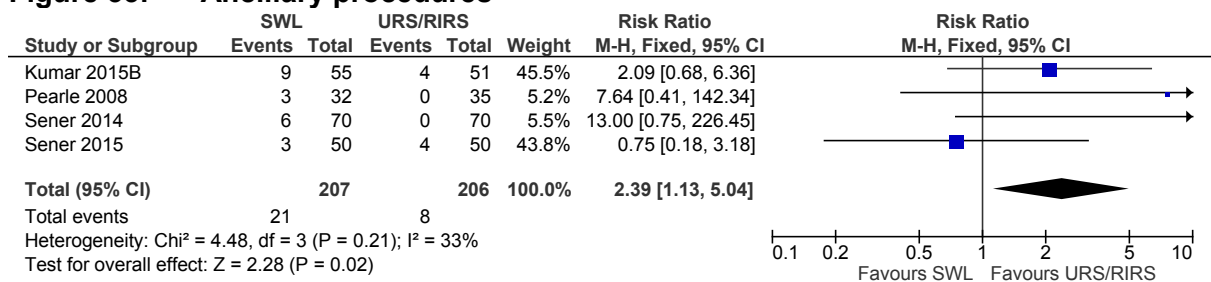 SWL URS/RIRS Risk Ratio Risk Ratio
Study or Subgroup Events Total Events Total Weight M-H, Fixed, 95% CI M-H, Fixed, 95% CI
Kumar 2015B 9 55 4 51 45.5% 2.09 [0.68, 6.36]
Pearle 2008 3 32 0 35 5.2% 7.64 [0.41, 142.34]
Sener 2014 6 70 0 70 5.5% 13.00 [0.75, 226.45]
Sener 2015 3 50 4 50 43.8% 0.75 [0.18, 3.18]
Total (95% CI) 207 206 100.0% 2.39 [1.13, 5.04]
Total events 21 8
Heterogeneity: Chi² = 4.48, df = 3 (P = 0.21); I² = 33%
Test for overall effect: Z = 2.28 (P = 0.02)
0.1 0.2 0.5 1 2 5 10
Favours SWL Favours URS/RIRS